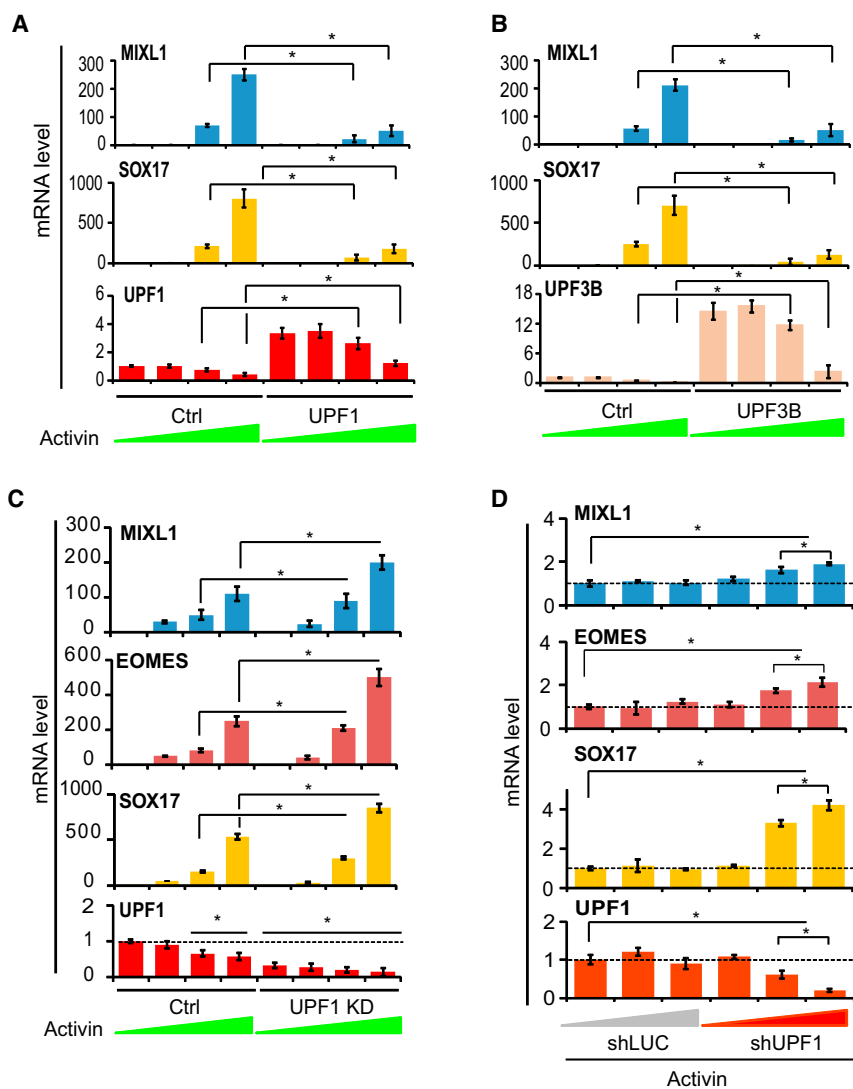 A
mRNA level
MIXL1
300
200
100
0
*
*
SOX17
1000
500
0
*
*
UPF1
6
4
2
0
*
*
Ctrl
UPF1
Activin
B
MIXL1
300
200
100
0
*
*
SOX17
1000
500
0
*
*
UPF3B
18
12
6
0
*
*
Ctrl
UPF3B
Activin
C
mRNA level
MIXL1
300
200
100
0
*
*
EOMES
600
400
200
0
*
*
SOX17
1000
500
0
*
*
UPF1
2
1
0
*
*
Ctrl
UPF1 KD
Activin
D
mRNA level
MIXL1
4
2
0
*
*
EOMES
4
2
0
*
*
SOX17
4
2
0
*
*
UPF1
2
1
0
*
*
shLUC
shUPF1
Activin